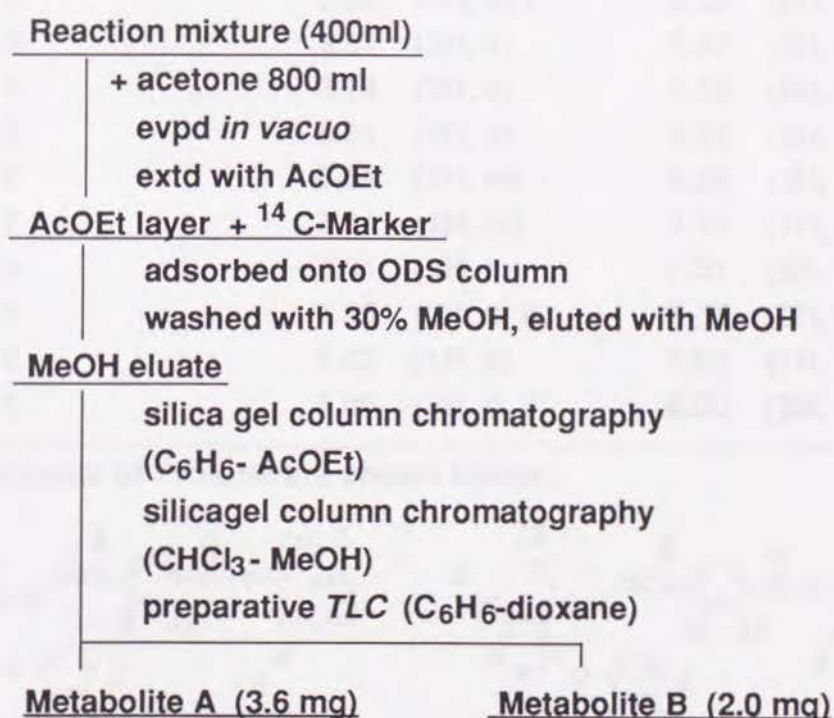 Reaction mixture (400ml)
+ acetone 800 ml
evpd in vacuo
extd with AcOEt
AcOEt layer + ¹⁴C-Marker
adsorbed onto ODS column
washed with 30% MeOH, eluted with MeOH
MeOH eluate
silica gel column chromatography
(C₆H₆- AcOEt)
silicagel column chromatography
(CHCl₃- MeOH)
preparative TLC (C₆H₆-dioxane)
Metabolite A (3.6 mg) Metabolite B (2.0 mg)